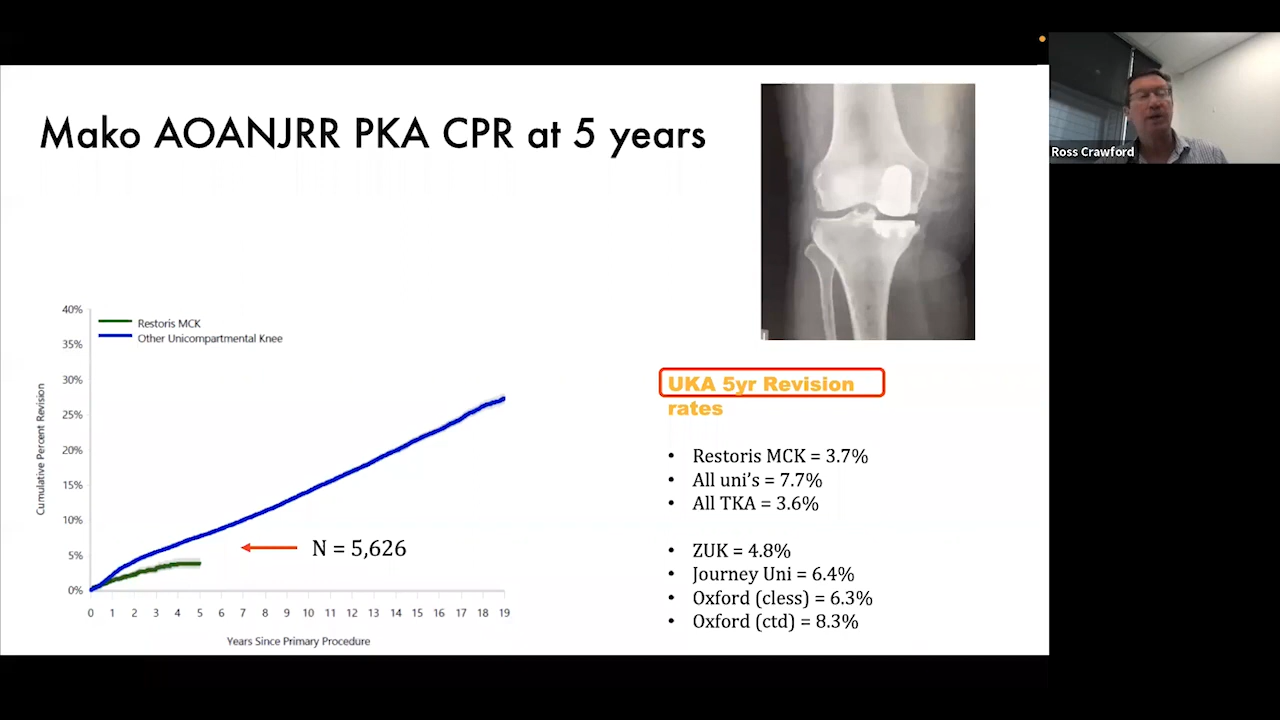 Mako AOANJRR PKA CPR at 5 years
Ross Crawford
40%
35%
30%
25%
20%
15%
10%
5%
0%
Cumulative Percent Revision
Restoris MCK
Other Unicompartmental Knee
N = 5,626
0 1 2 3 4 5 6 7 8 9 10 11 12 13 14 15 16 17 18 19
Years Since Primary Procedure
UKA 5yr Revision
rates
• Restoris MCK = 3.7%
• All uni's = 7.7%
• All TKA = 3.6%
• ZUK = 4.8%
• Journey Uni = 6.4%
• Oxford (cless) = 6.3%
• Oxford (ctd) = 8.3%